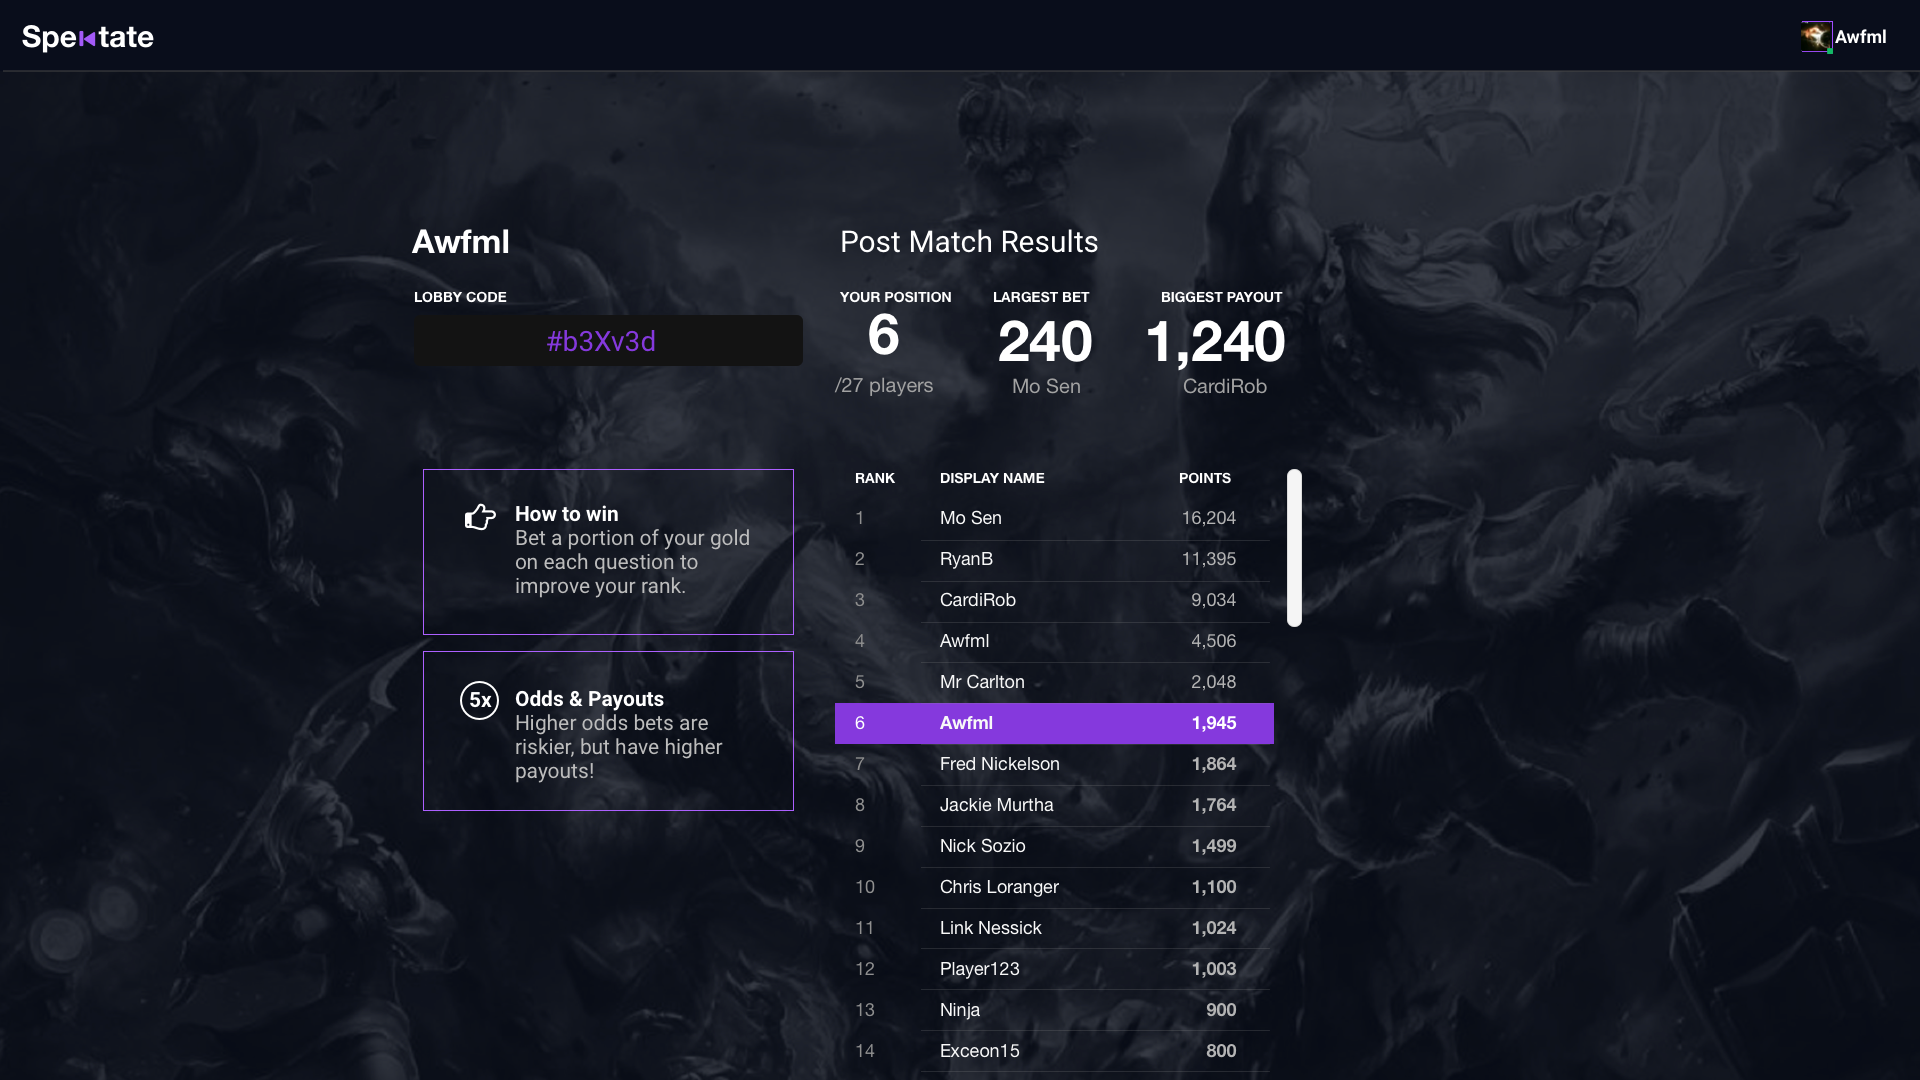 Spektate
Awfml
Awfml
LOBBY CODE
#b3Xv3d
Post Match Results
YOUR POSITION
6
/27 players
LARGEST BET
240
Mo Sen
BIGGEST PAYOUT
1,240
CardiRob
How to win
Bet a portion of your gold
on each question to
improve your rank.
5x
Odds & Payouts
Higher odds bets are
riskier, but have higher
payouts!
RANK DISPLAY NAME POINTS
1 Mo Sen 16,204
2 RyanB 11,395
3 CardiRob 9,034
4 Awfml 4,506
5 Mr Carlton 2,048
6 Awfml 1,945
7 Fred Nickelson 1,864
8 Jackie Murtha 1,764
9 Nick Sozio 1,499
10 Chris Loranger 1,100
11 Link Nessick 1,024
12 Player123 1,003
13 Ninja 900
14 Exceon15 800